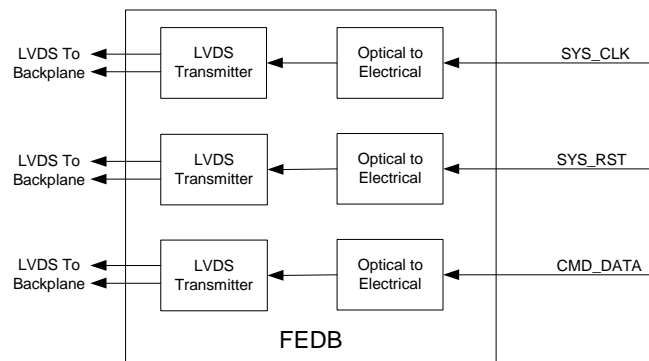 LVDS To
Backplane
LVDS
Transmitter
Optical to
Electrical
SYS_CLK
LVDS To
Backplane
LVDS
Transmitter
Optical to
Electrical
SYS_RST
LVDS To
Backplane
LVDS
Transmitter
Optical to
Electrical
CMD_DATA
FEDB